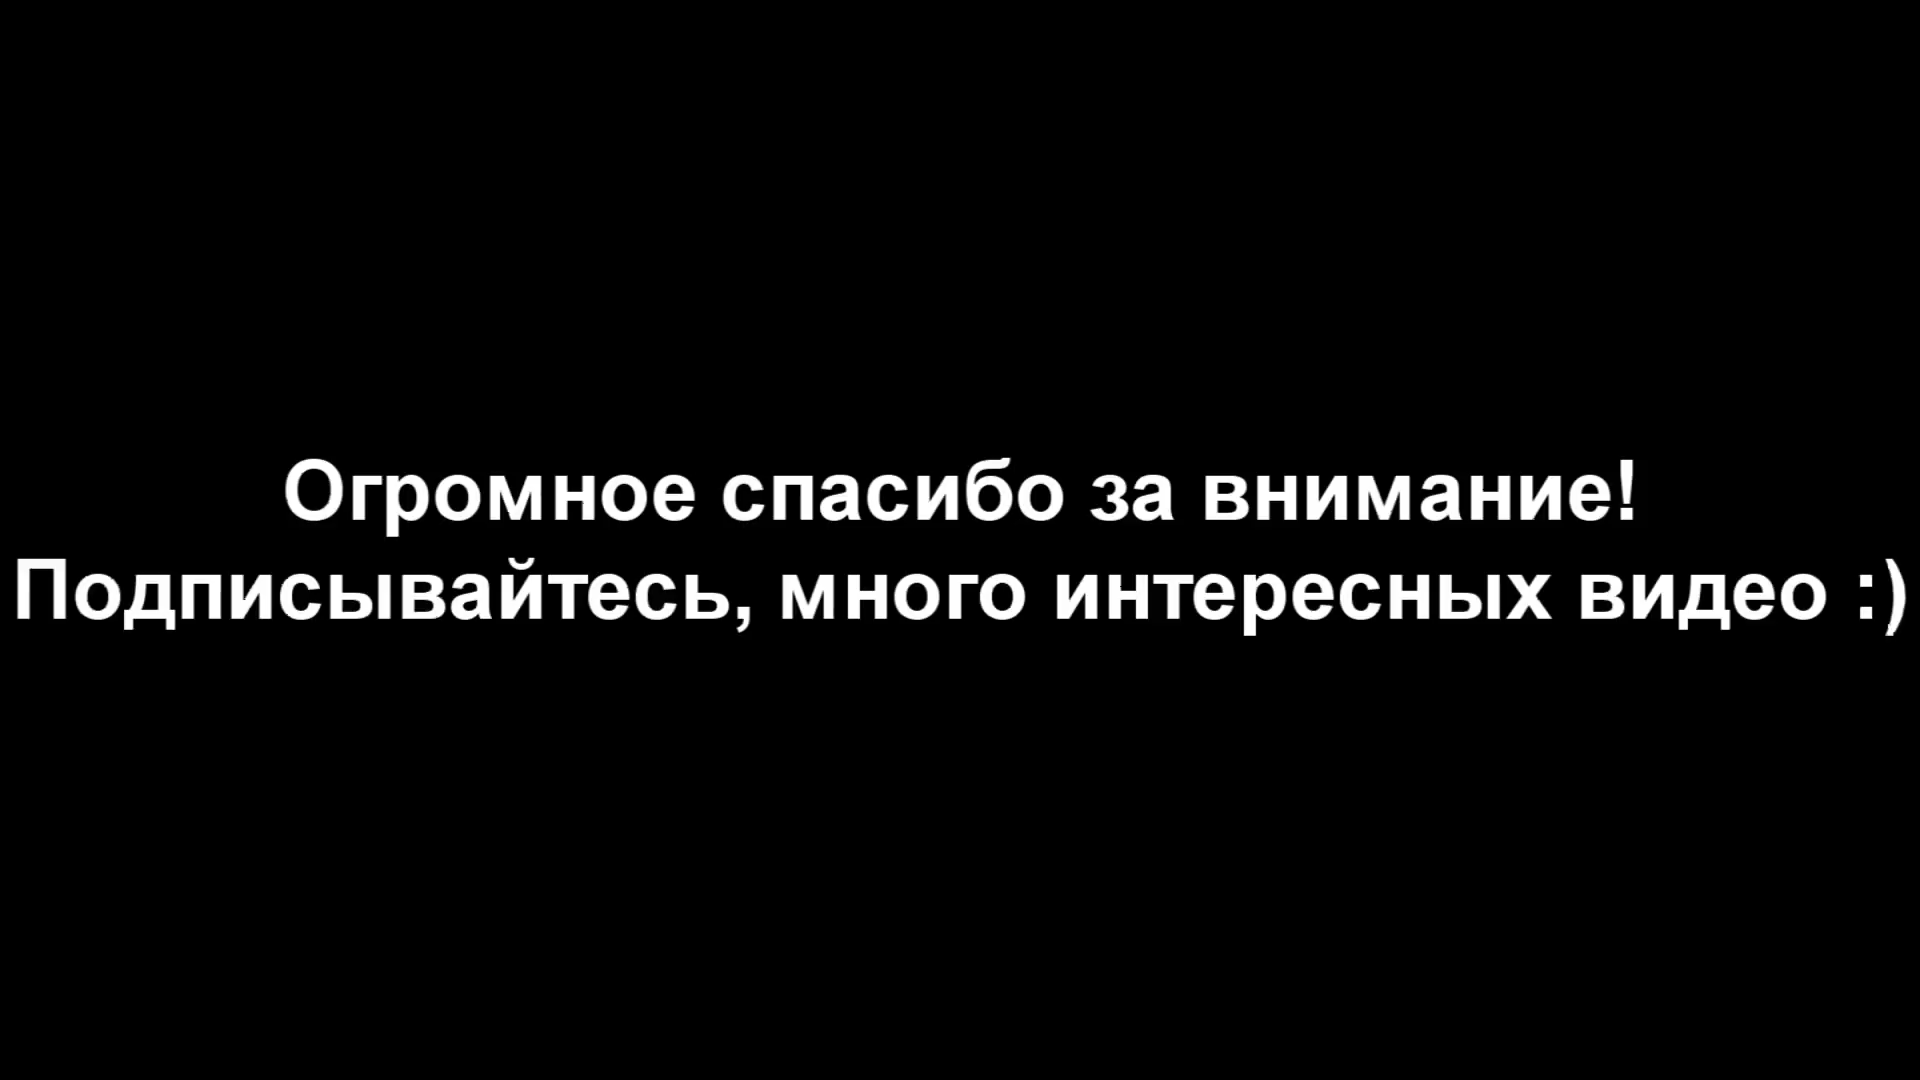 Огромное спасибо за внимание!
Подписывайтесь, много интересных видео :)